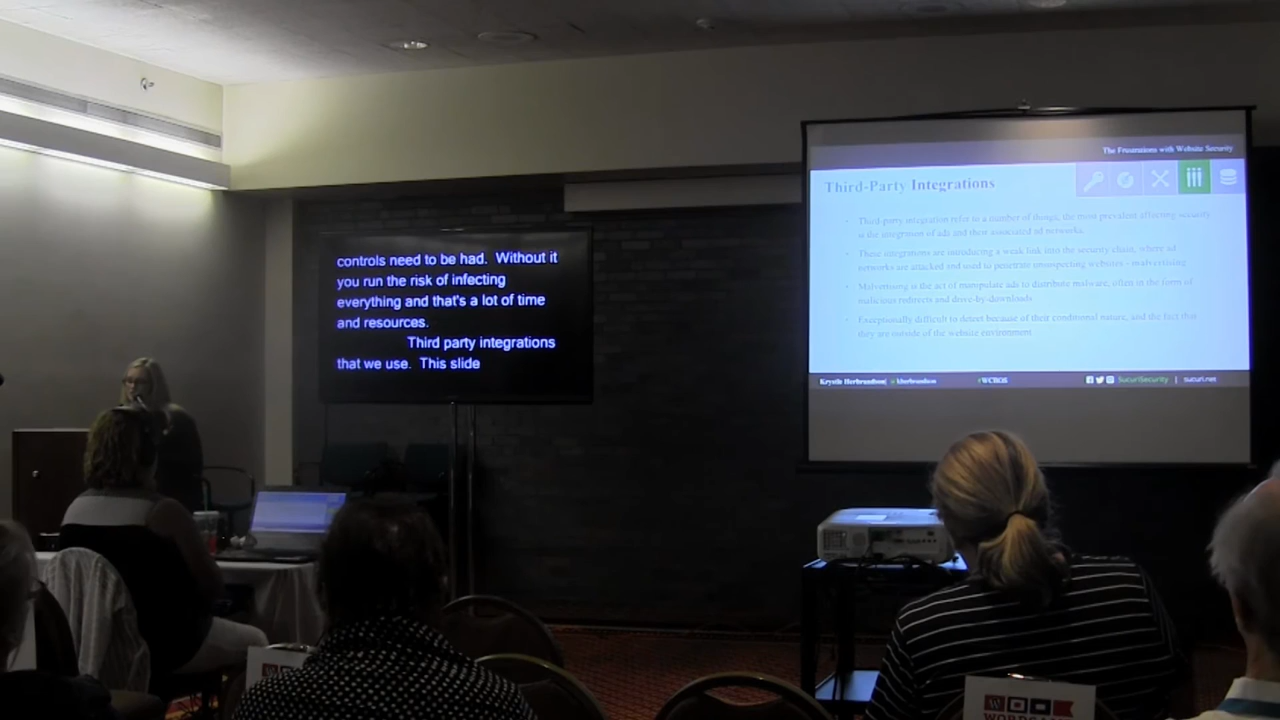 controls need to be had. Without it
you run the risk of infecting
everything and that's a lot of time
and resources.
Third party integrations
that we use. This slide
The Frustrations with Website Security
Third-Party Integrations
Third-party integration refer to a number of things, the most prevalent affecting security
is the integration of ads and their associated ad networks.
These integrations are introducing a weak link into the security chain, where ad
networks are attacked and used to penetrate unsuspecting websites - malvertising
Malvertising is the act of manipulate ads to distribute malware, often in the form of
malicious redirects and drive-by-downloads
Exceptionally difficult to detect because of their conditional nature, and the fact that
they are outside of the website environment
Krystle Herbrandson| kherbrandson #WCBOS SucuriSecurity | sucuri.net